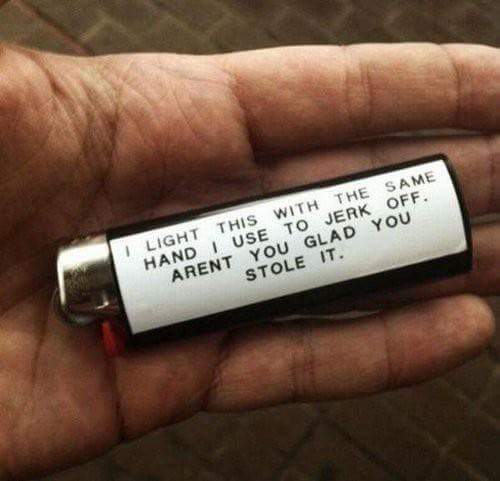 I LIGHT THIS WITH THE SAME
HAND I USE TO JERK OFF.
ARENT YOU GLAD YOU
STOLE IT.